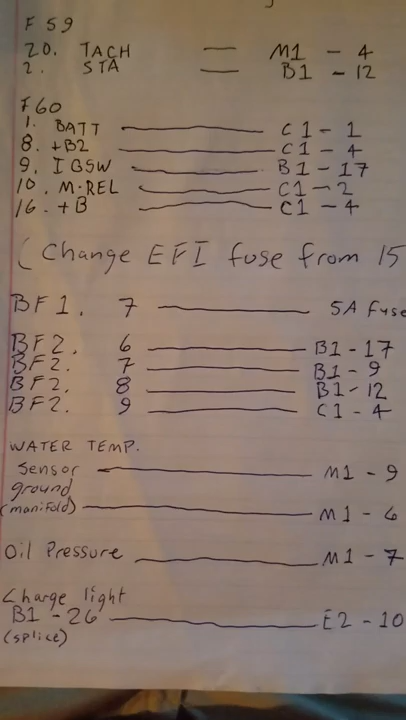 F 59
20. TACH — M1 - 4
2. STA — B1 - 12
F60
1. BATT — C1 - 1
8. +B2 — C1 - 4
9. IGSW — B1 - 17
10. M-REL — C1 - 2
16. +B — C1 - 4
(Change EFI fuse from 15
BF1. 7 — 5A Fuse
BF2. 6 — B1 - 17
BF2. 7 — B1 - 9
BF2. 8 — B1 - 12
BF2. 9 — C1 - 4
WATER TEMP.
Sensor — M1 - 9
ground
(manifold) — M1 - 6
Oil Pressure — M1 - 7
Charge light
B1 - 26 — E2 - 10
(splice)